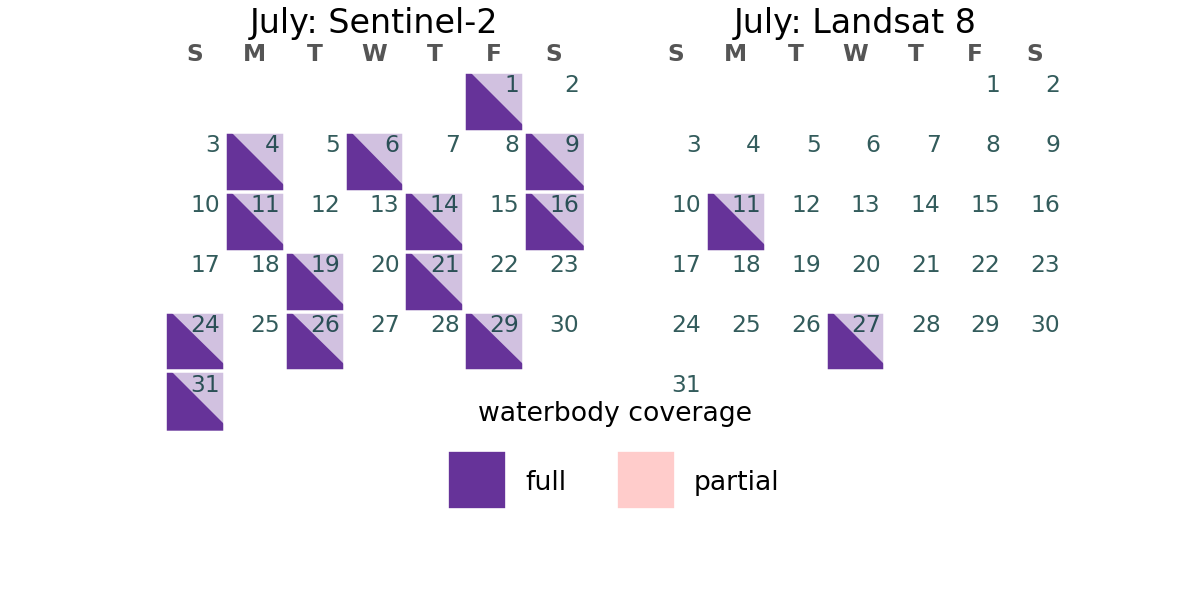 July: Sentinel-2
S M T W T F S
1 2
3 4 5 6 7 8 9
10 11 12 13 14 15 16
17 18 19 20 21 22 23
24 25 26 27 28 29 30
31
July: Landsat 8
S M T W T F S
1 2
3 4 5 6 7 8 9
10 11 12 13 14 15 16
17 18 19 20 21 22 23
24 25 26 27 28 29 30
31
waterbody coverage
full partial